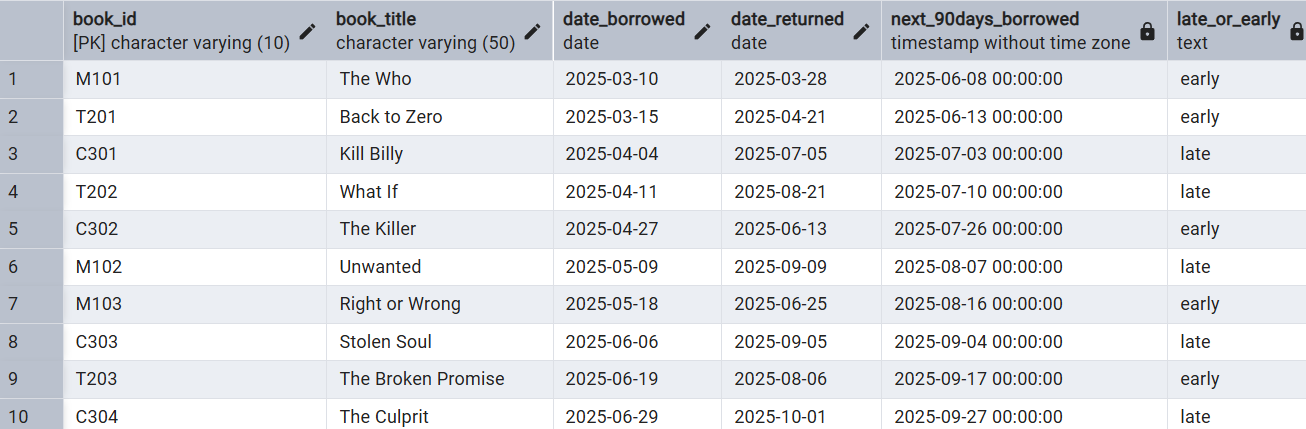 book_id book_title date_borrowed date_returned next_90days_borrowed late_or_early
[PK] character varying (10) character varying (50) date date timestamp without time zone text
1 M101 The Who 2025-03-10 2025-03-28 2025-06-08 00:00:00 early
2 T201 Back to Zero 2025-03-15 2025-04-21 2025-06-13 00:00:00 early
3 C301 Kill Billy 2025-04-04 2025-07-05 2025-07-03 00:00:00 late
4 T202 What If 2025-04-11 2025-08-21 2025-07-10 00:00:00 late
5 C302 The Killer 2025-04-27 2025-06-13 2025-07-26 00:00:00 early
6 M102 Unwanted 2025-05-09 2025-09-09 2025-08-07 00:00:00 late
7 M103 Right or Wrong 2025-05-18 2025-06-25 2025-08-16 00:00:00 early
8 C303 Stolen Soul 2025-06-06 2025-09-05 2025-09-04 00:00:00 late
9 T203 The Broken Promise 2025-06-19 2025-08-06 2025-09-17 00:00:00 early
10 C304 The Culprit 2025-06-29 2025-10-01 2025-09-27 00:00:00 late